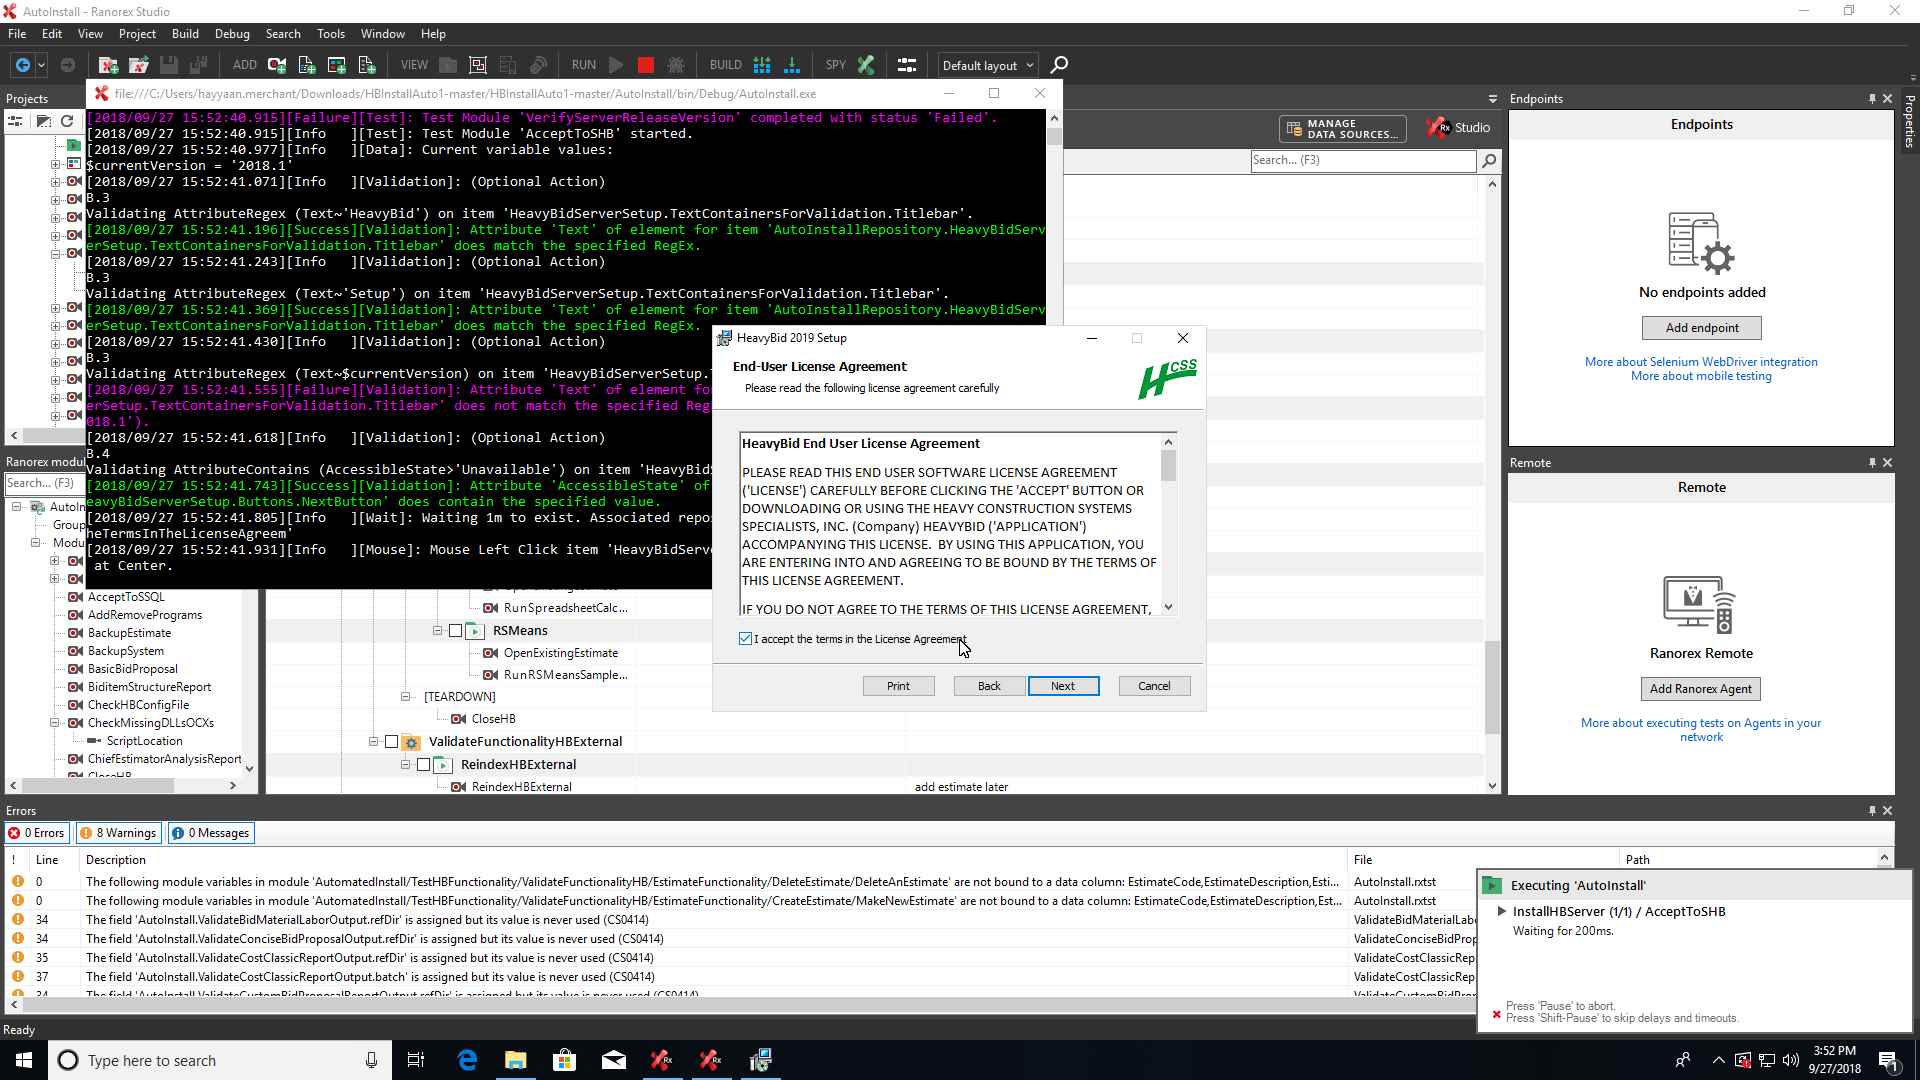 AutoInstall - Ranorex Studio
File Edit View Project Build Debug Search Tools Window Help
ADD VIEW RUN BUILD SPY Default layout
Projects
file:///C:/Users/hayyaan.merchant/Downloads/HBInstallAuto1-master/HBInstallAuto1-master/AutoInstall/bin/Debug/AutoInstall.exe
[2018/09/27 15:52:40.915][Failure][Test]: Test Module 'VerifyServerReleaseVersion' completed with status 'Failed'.
[2018/09/27 15:52:40.915][Info   ][Test]: Test Module 'AcceptToSHB' started.
[2018/09/27 15:52:40.977][Info   ][Data]: Current variable values:
$currentVersion = '2018.1'
[2018/09/27 15:52:41.071][Info   ][Validation]: (Optional Action)
B.3
Validating AttributeRegex (Text~'HeavyBid') on item 'HeavyBidServerSetup.TextContainersForValidation.Titlebar'.
[2018/09/27 15:52:41.196][Success][Validation]: Attribute 'Text' of element for item 'AutoInstallRepository.HeavyBidServ
erSetup.TextContainersForValidation.Titlebar' does match the specified RegEx.
[2018/09/27 15:52:41.243][Info   ][Validation]: (Optional Action)
B.3
Validating AttributeRegex (Text~'Setup') on item 'HeavyBidServerSetup.TextContainersForValidation.Titlebar'.
[2018/09/27 15:52:41.369][Success][Validation]: Attribute 'Text' of element for item 'AutoInstallRepository.HeavyBidServ
erSetup.TextContainersForValidation.Titlebar' does match the specified RegEx.
[2018/09/27 15:52:41.430][Info   ][Validation]: (Optional Action)
B.3
Validating AttributeRegex (Text~$currentVersion) on item 'HeavyBidServerSetup.
[2018/09/27 15:52:41.555][Failure][Validation]: Attribute 'Text' of element fo
erSetup.TextContainersForValidation.Titlebar' does not match the specified Reg
018.1').
[2018/09/27 15:52:41.618][Info   ][Validation]: (Optional Action)
B.4
Validating AttributeContains (AccessibleState>'Unavailable') on item 'HeavyBid
[2018/09/27 15:52:41.743][Success][Validation]: Attribute 'AccessibleState' of
eavyBidServerSetup.Buttons.NextButton' does contain the specified value.
[2018/09/27 15:52:41.805][Info   ][Wait]: Waiting 1m to exist. Associated repo
heTermsInTheLicenseAgreem'
[2018/09/27 15:52:41.931][Info   ][Mouse]: Mouse Left Click item 'HeavyBidServ
at Center.
MANAGE
DATA SOURCES...
Studio
Search... (F3)
Properties
Endpoints
Endpoints
No endpoints added
Add endpoint
More about Selenium WebDriver integration
More about mobile testing
Remote
Remote
Ranorex Remote
Add Ranorex Agent
More about executing tests on Agents in your
network
HeavyBid 2019 Setup
End-User License Agreement
Please read the following license agreement carefully
HCSS
HeavyBid End User License Agreement
PLEASE READ THIS END USER SOFTWARE LICENSE AGREEMENT
('LICENSE') CAREFULLY BEFORE CLICKING THE 'ACCEPT' BUTTON OR
DOWNLOADING OR USING THE HEAVY CONSTRUCTION SYSTEMS
SPECIALISTS, INC. (Company) HEAVYBID ('APPLICATION')
ACCOMPANYING THIS LICENSE.  BY USING THIS APPLICATION, YOU
ARE ENTERING INTO AND AGREEING TO BE BOUND BY THE TERMS OF
THIS LICENSE AGREEMENT.
IF YOU DO NOT AGREE TO THE TERMS OF THIS LICENSE AGREEMENT,
I accept the terms in the License Agreement
Print Back Next Cancel
Ranorex modul
Search... (F3)
AutoIn
Group
Modu
AcceptToSSQL
AddRemovePrograms
BackupEstimate
BackupSystem
BasicBidProposal
BiditemStructureReport
CheckHBConfigFile
CheckMissingDLLsOCXs
ScriptLocation
ChiefEstimatorAnalysisReport
CloseHB
OpenExistingEstimate
RunSpreadsheetCalc...
RSMeans
OpenExistingEstimate
RunRSMeansSample...
[TEARDOWN]
CloseHB
ValidateFunctionalityHBExternal
ReindexHBExternal
ReindexHBExternal add estimate later
Errors
0 Errors 8 Warnings 0 Messages
! Line Description File Path
0 The following module variables in module 'AutomatedInstall/TestHBFunctionality/ValidateFunctionalityHB/EstimateFunctionality/DeleteEstimate/DeleteAnEstimate' are not bound to a data column: EstimateCode,EstimateDescription,Esti... AutoInstall.rxtst
0 The following module variables in module 'AutomatedInstall/TestHBFunctionality/ValidateFunctionalityHB/EstimateFunctionality/CreateEstimate/MakeNewEstimate' are not bound to a data column: EstimateCode,EstimateDescription,Est... AutoInstall.rxtst
34 The field 'AutoInstall.ValidateBidMaterialLaborOutput.refDir' is assigned but its value is never used (CS0414) ValidateBidMaterialLabo
34 The field 'AutoInstall.ValidateConciseBidProposalOutput.refDir' is assigned but its value is never used (CS0414) ValidateConciseBidProp
35 The field 'AutoInstall.ValidateCostClassicReportOutput.refDir' is assigned but its value is never used (CS0414) ValidateCostClassicRep
37 The field 'AutoInstall.ValidateCostClassicReportOutput.batch' is assigned but its value is never used (CS0414) ValidateCostClassicRep
34 The field 'AutoInstall.ValidateCustomBidProposalReportOutput.refDir' is assigned but its value is never used (CS0414) ValidateCustomBidProp
Executing 'AutoInstall'
InstallHBServer (1/1) / AcceptToSHB
Waiting for 200ms.
Press 'Pause' to abort.
Press 'Shift-Pause' to skip delays and timeouts.
Ready
Type here to search
3:52 PM
9/27/2018
1